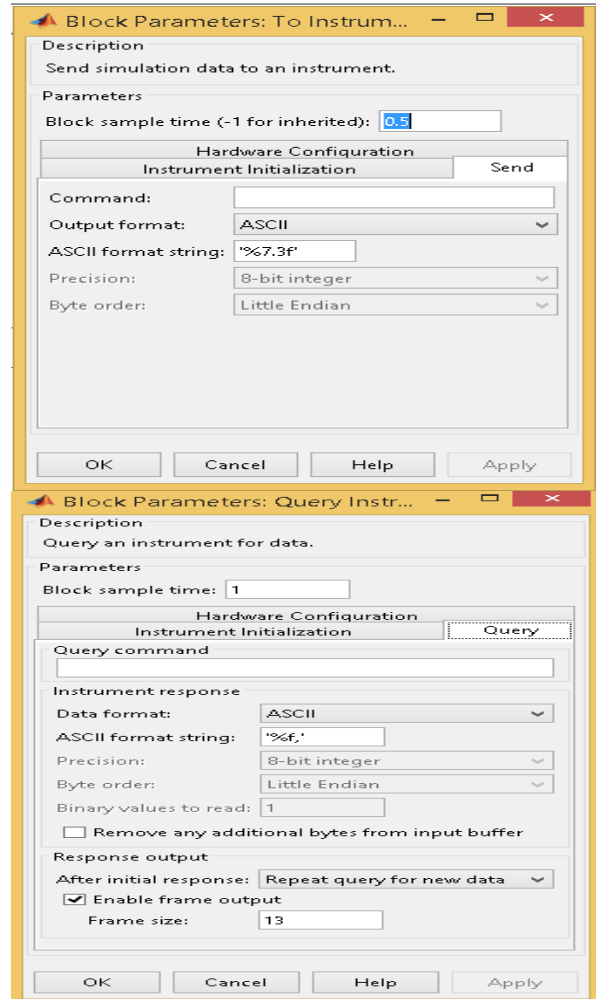 Block Parameters: To Instrum...
Description
Send simulation data to an instrument.
Parameters
Block sample time (-1 for inherited): 0.5
Hardware Configuration
Instrument Initialization Send
Command:
Output format: ASCII
ASCII format string: '%7.3f'
Precision: 8-bit integer
Byte order: Little Endian
OK Cancel Help Apply
Block Parameters: Query Instr...
Description
Query an instrument for data.
Parameters
Block sample time: 1
Hardware Configuration
Instrument Initialization Query
Query command
Instrument response
Data format: ASCII
ASCII format string: '%f,'
Precision: 8-bit integer
Byte order: Little Endian
Binary values to read: 1
Remove any additional bytes from input buffer
Response output
After initial response: Repeat query for new data
Enable frame output
Frame size: 13
OK Cancel Help Apply